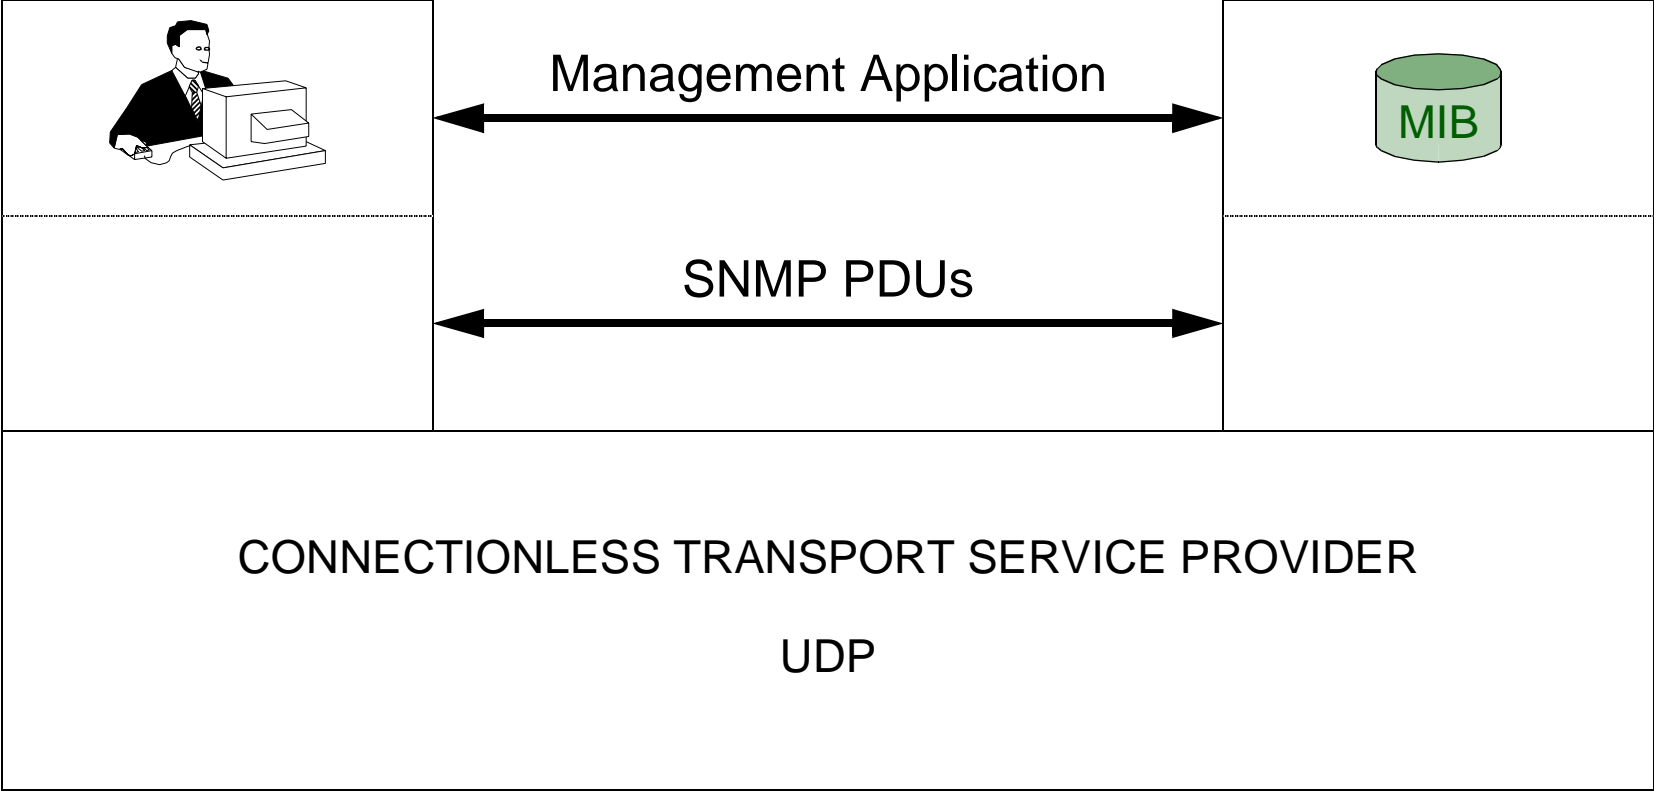 Management Application
MIB
SNMP PDUs
CONNECTIONLESS TRANSPORT SERVICE PROVIDER
UDP